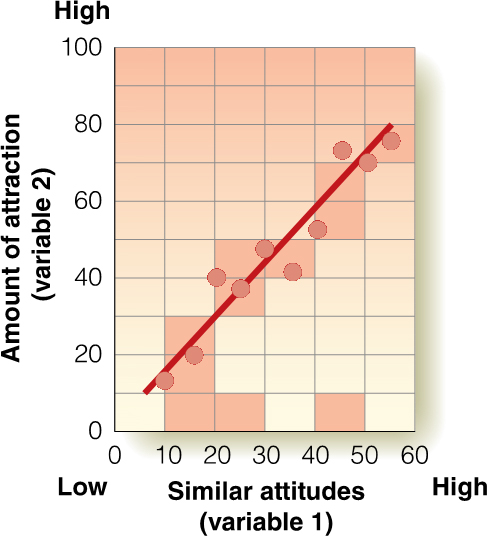 High
100
80
60
40
20
0
Amount of attraction
(variable 2)
0 10 20 30 40 50 60
Low
Similar attitudes
(variable 1)
High